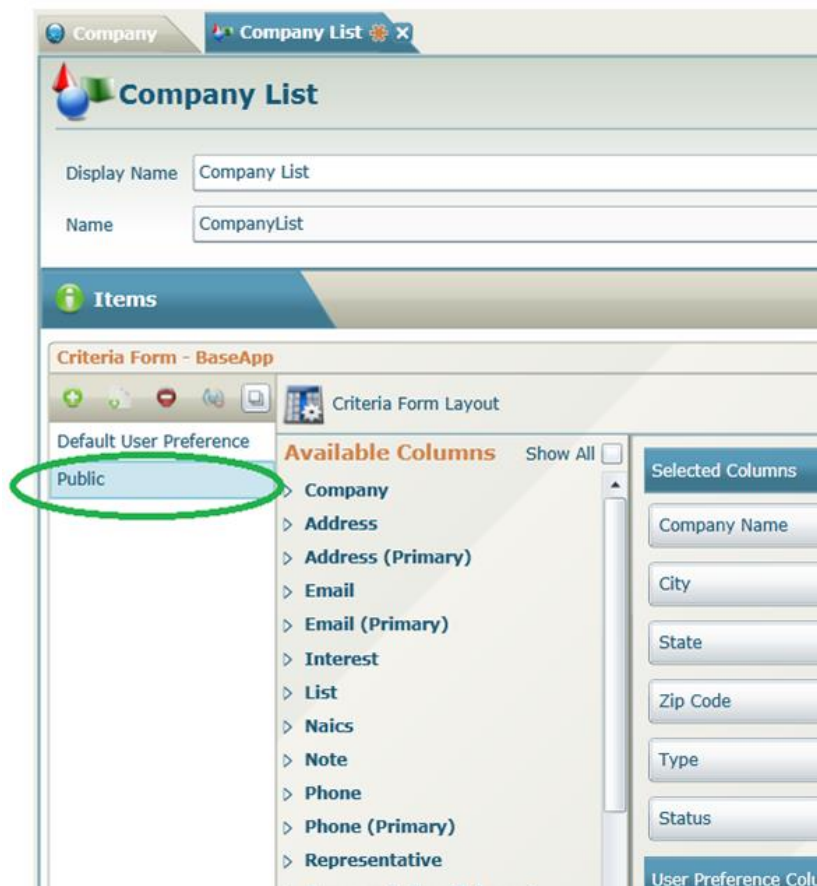 Company
Company List
Company List
Display Name
Company List
Name
CompanyList
Items
Criteria Form - BaseApp
Criteria Form Layout
Default User Preference
Public
Available Columns
Show All
Company
Address
Address (Primary)
Email
Email (Primary)
Interest
List
Naics
Note
Phone
Phone (Primary)
Representative
Selected Columns
Company Name
City
State
Zip Code
Type
Status
User Preference